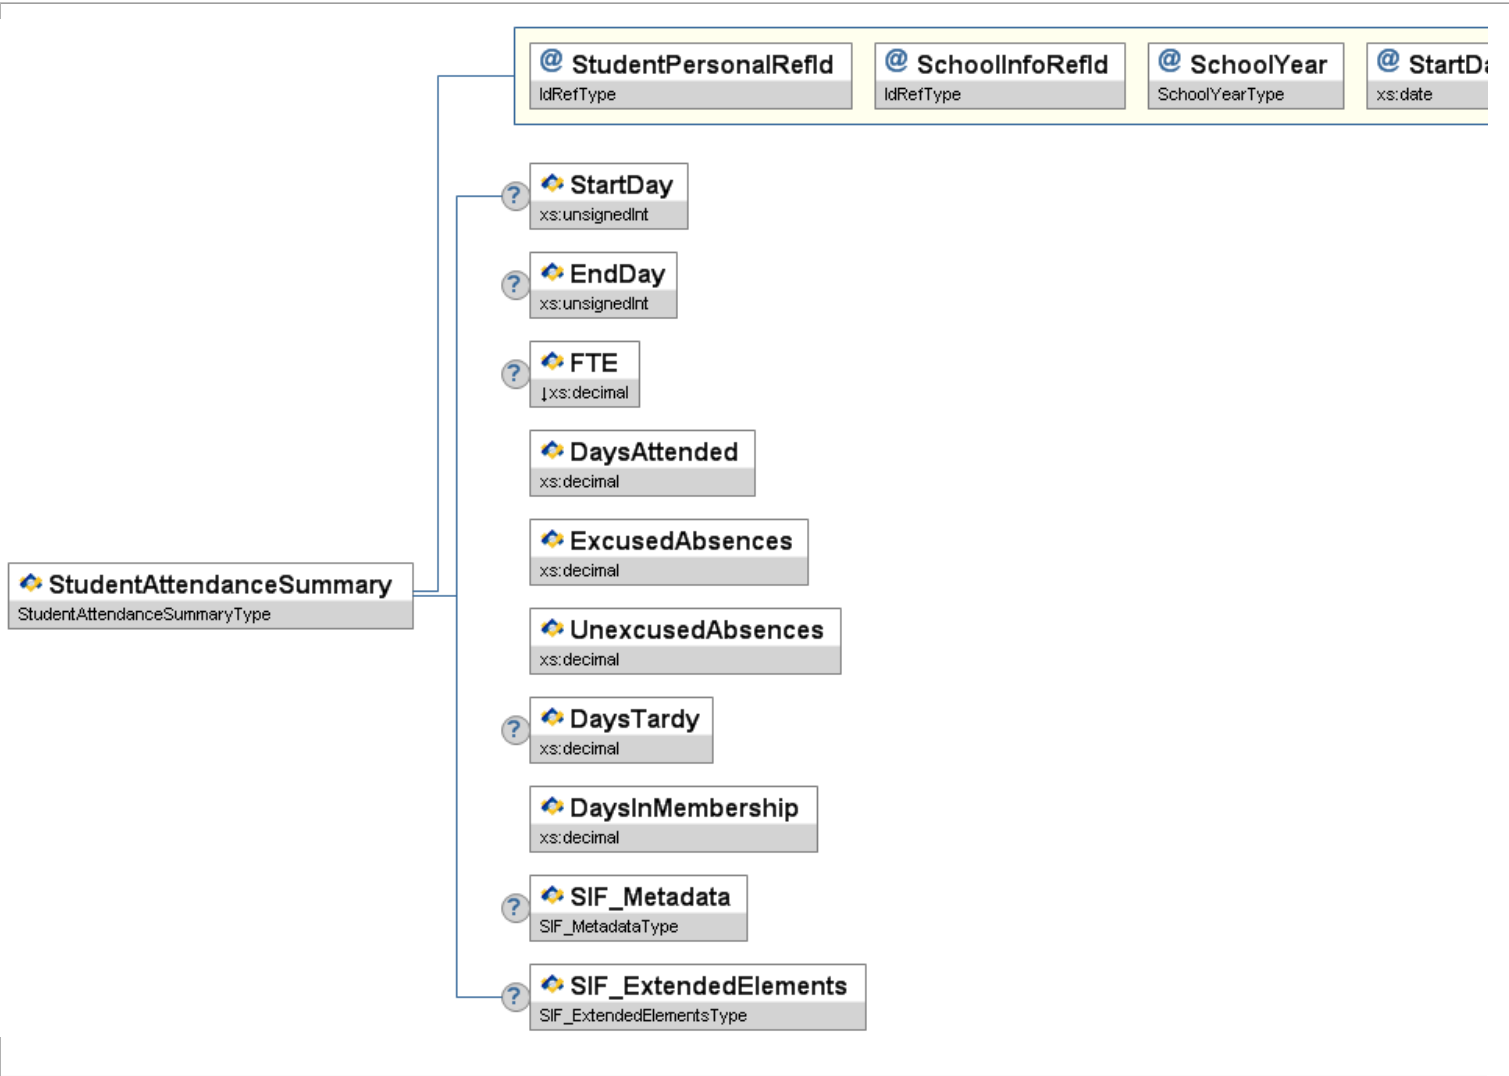 @ StudentPersonalRefId
IdRefType
@ SchoolInfoRefId
IdRefType
@ SchoolYear
SchoolYearType
@ StartDa
xs:date
? StartDay
xs:unsignedInt
? EndDay
xs:unsignedInt
? FTE
↓xs:decimal
DaysAttended
xs:decimal
ExcusedAbsences
xs:decimal
StudentAttendanceSummary
StudentAttendanceSummaryType
UnexcusedAbsences
xs:decimal
? DaysTardy
xs:decimal
DaysInMembership
xs:decimal
? SIF_Metadata
SIF_MetadataType
? SIF_ExtendedElements
SIF_ExtendedElementsType